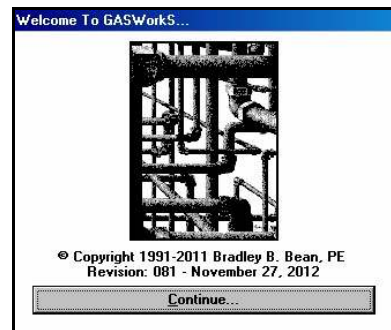 Welcome To GASWorkS...
© Copyright 1991-2011 Bradley B. Bean, PE
Revision: 081 - November 27, 2012
Continue...